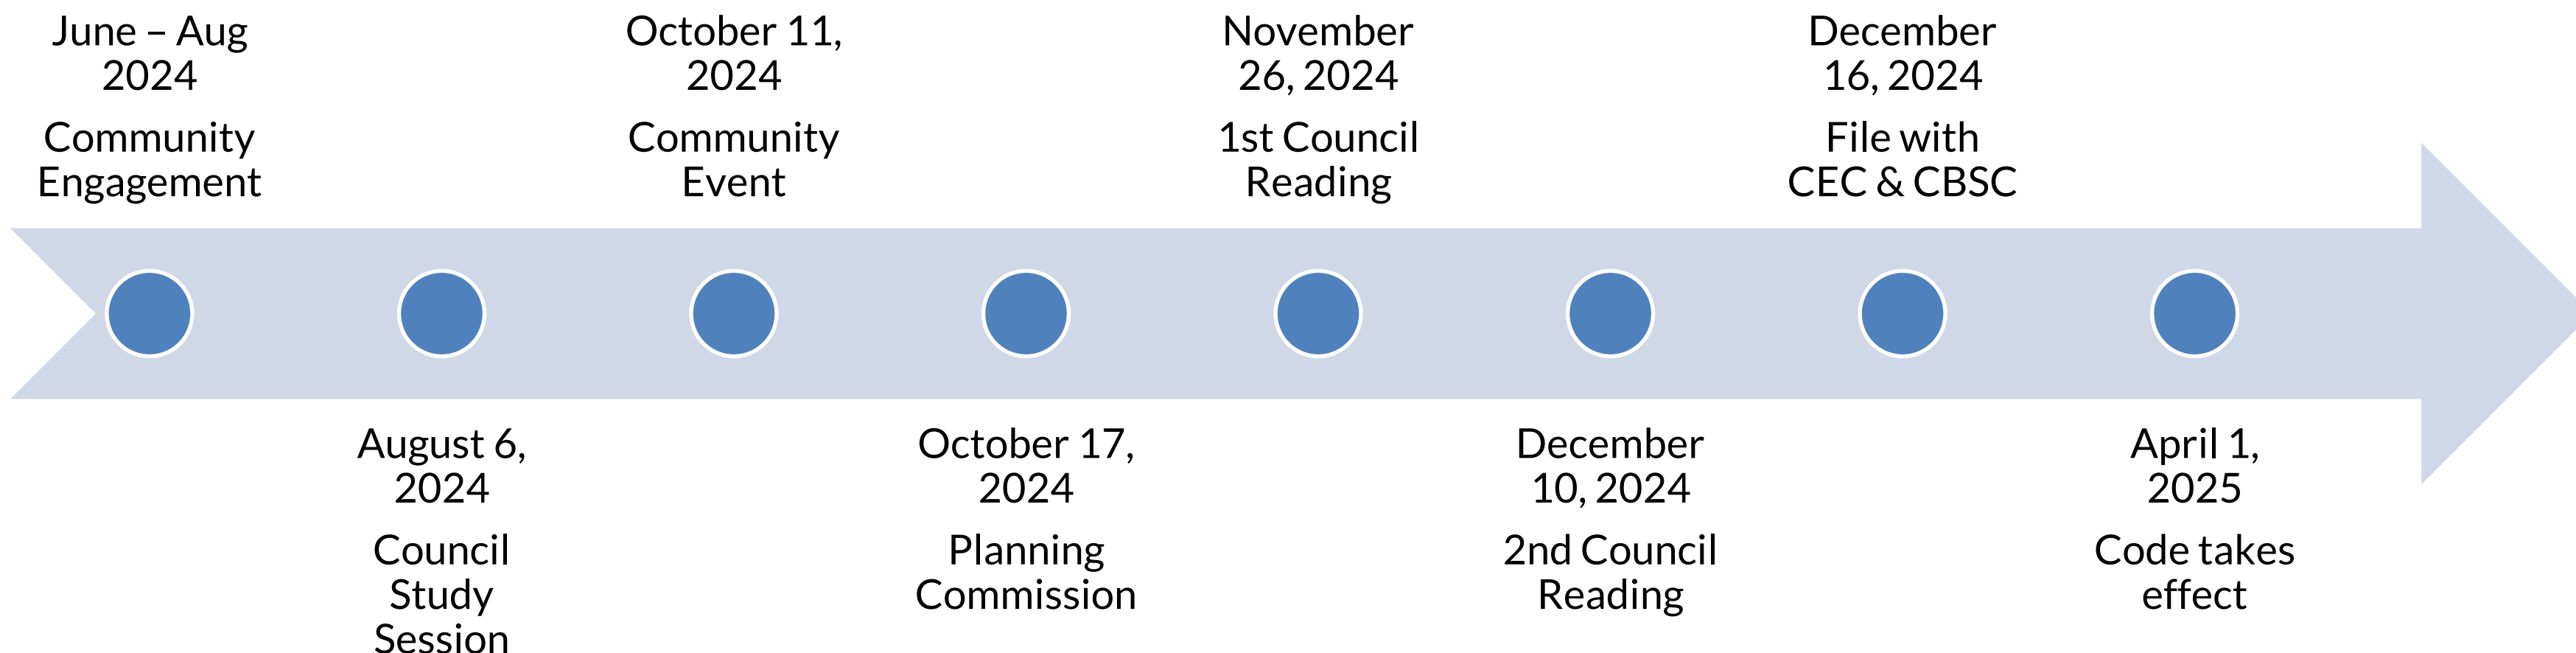 June – Aug
2024
Community
Engagement
August 6,
2024
Council
Study
Session
October 11,
2024
Community
Event
October 17,
2024
Planning
Commission
November
26, 2024
1st Council
Reading
December
10, 2024
2nd Council
Reading
December
16, 2024
File with
CEC & CBSC
April 1,
2025
Code takes
effect